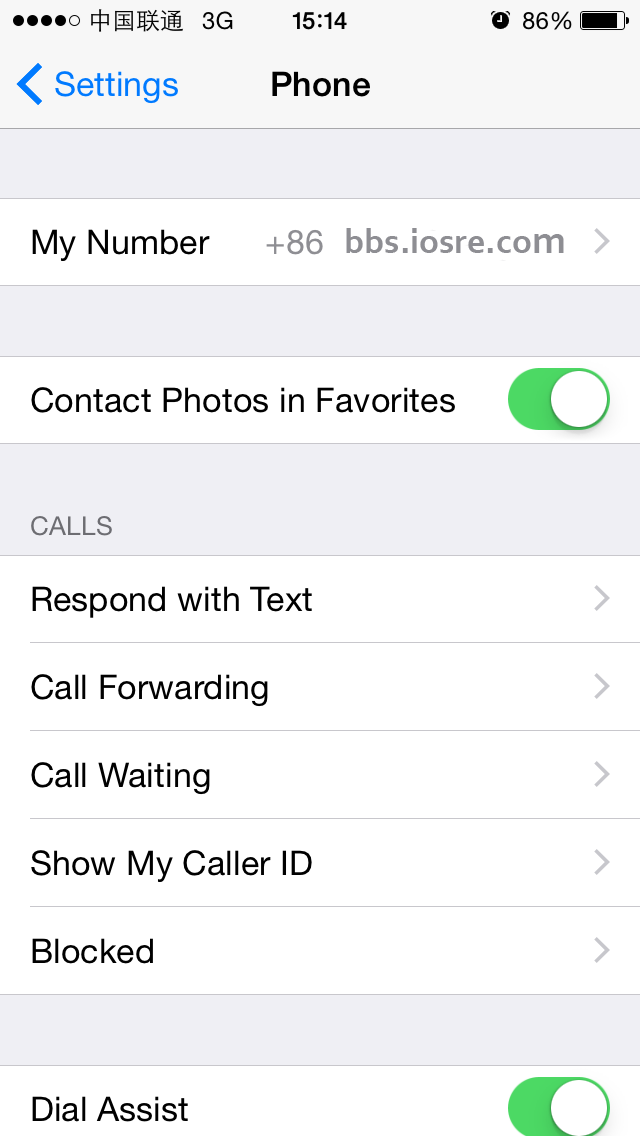 中国联通 3G 15:14 86%
Settings Phone
My Number +86 bbs.iosre.com
Contact Photos in Favorites
CALLS
Respond with Text
Call Forwarding
Call Waiting
Show My Caller ID
Blocked
Dial Assist